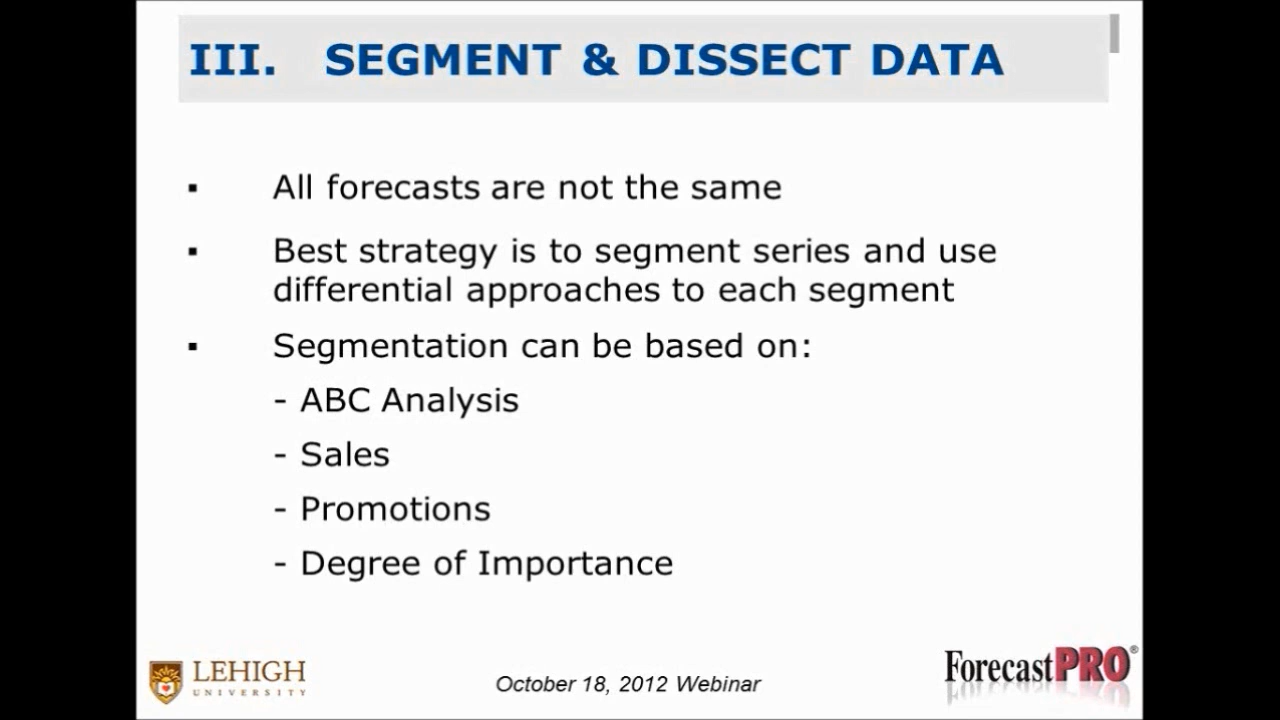 III. SEGMENT & DISSECT DATA
▪ All forecasts are not the same
▪ Best strategy is to segment series and use
differential approaches to each segment
▪ Segmentation can be based on:
- ABC Analysis
- Sales
- Promotions
- Degree of Importance
LEHIGH
UNIVERSITY
October 18, 2012 Webinar
ForecastPRO®